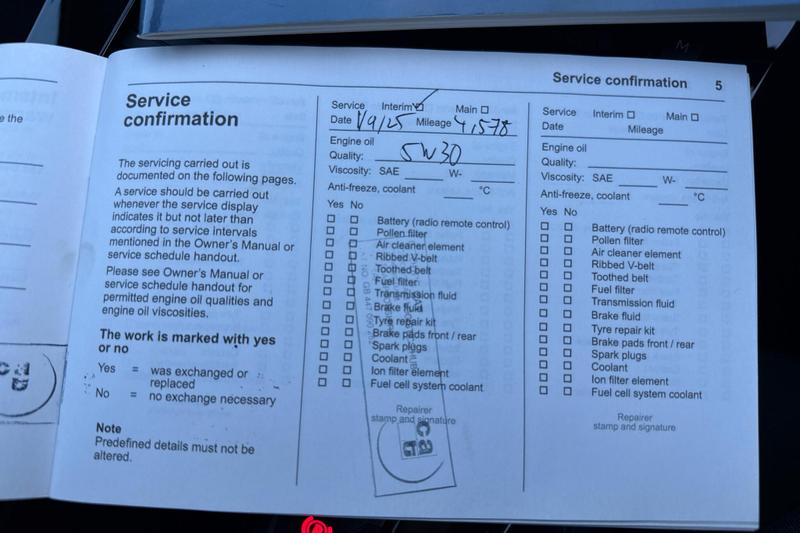 the
Service confirmation 5
Service
confirmation
The servicing carried out is
documented on the following pages.
A service should be carried out
whenever the service display
indicates it but not later than
according to service intervals
mentioned in the Owner's Manual or
service schedule handout.
Please see Owner's Manual or
service schedule handout for
permitted engine oil qualities and
engine oil viscosities.
The work is marked with yes
or no
Yes = was exchanged or
replaced
No = no exchange necessary
Note
Predefined details must not be
altered.
Service Interim Main
Date 1/9/25 Mileage 4,578
Engine oil
Quality: 5W30
Viscosity: SAE W-
Anti-freeze, coolant °C
Yes No
Battery (radio remote control)
Pollen filter
Air cleaner element
Ribbed V-belt
Toothed belt
Fuel filter
Transmission fluid
Brake fluid
Tyre repair kit
Brake pads front / rear
Spark plugs
Coolant
Ion filter element
Fuel cell system coolant
Repairer
stamp and signature
Service Interim Main
Date Mileage
Engine oil
Quality:
Viscosity: SAE W-
Anti-freeze, coolant °C
Yes No
Battery (radio remote control)
Pollen filter
Air cleaner element
Ribbed V-belt
Toothed belt
Fuel filter
Transmission fluid
Brake fluid
Tyre repair kit
Brake pads front / rear
Spark plugs
Coolant
Ion filter element
Fuel cell system coolant
Repairer
stamp and signature